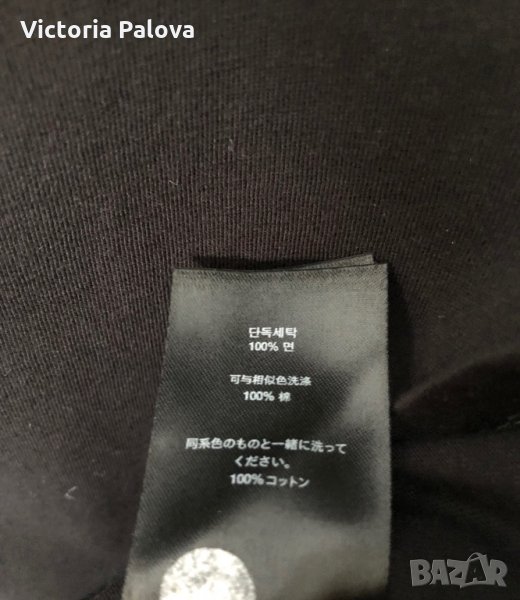 Victoria Palova
단독세탁
100% 면
可与相似色洗涤
100% 棉
同系色のものと一緒に洗って
ください。
100%コットン
BAZAR